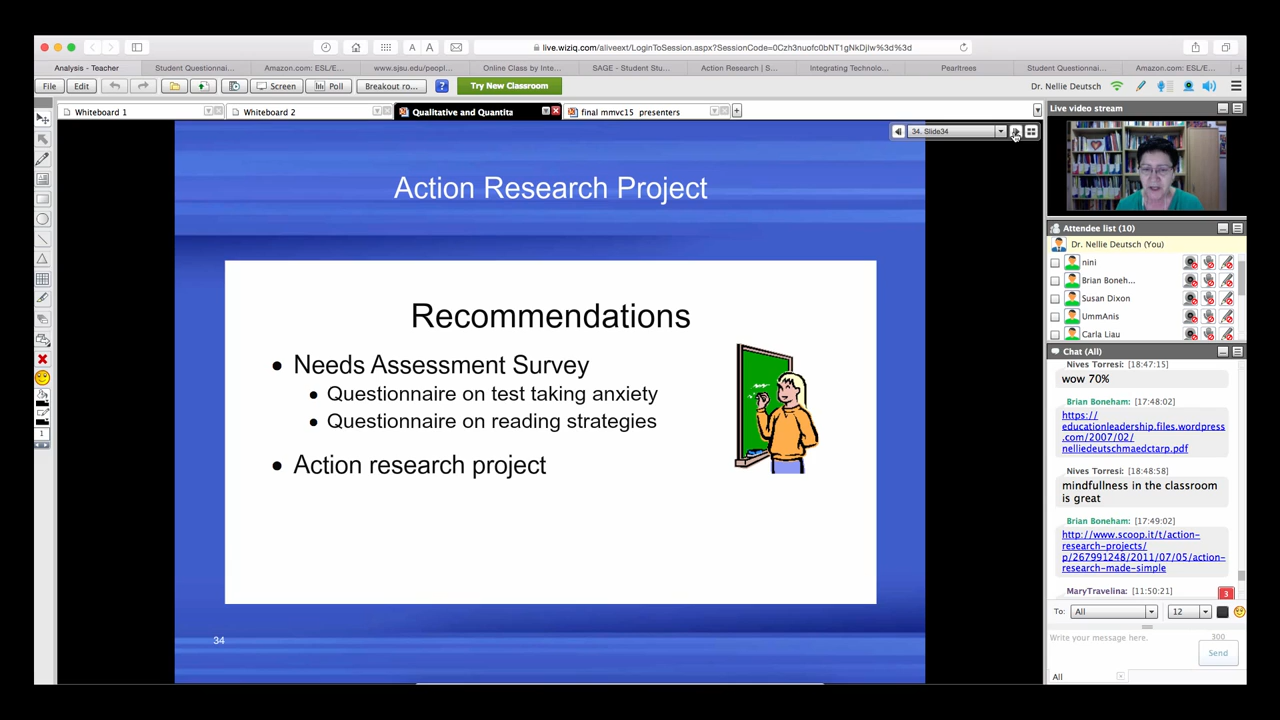 live.wiziq.com/aliveext/LoginToSession.aspx?SessionCode=0Czh3nuofc0bNT1gNkDjIw%3d%3d
A A
Analysis - Teacher
Student Questionnai...
Amazon.com: ESL/E...
www.sjsu/peopl...
Online Class by Inte...
SAGE - Student Stu...
Action Research | S...
Integrating Technolo...
Pearltrees
Student Questionnai...
Amazon.com: ESL/E...
File Edit Screen Poll Breakout ro... ? Try New Classroom Dr. Nellie Deutsch
Whiteboard 1
Whiteboard 2
Qualitative and Quantita
final mmvc15 presenters
34. Slide34
Action Research Project
Recommendations
• Needs Assessment Survey
• Questionnaire on test taking anxiety
• Questionnaire on reading strategies
• Action research project
34
1
Live video stream
Attendee list (10)
Dr. Nellie Deutsch (You)
nini
Brian Boneh...
Susan Dixon
UmmAnis
Carla Liau
Chat (All)
Nives Torresi: [18:47:15]
wow 70%
Brian Boneham: [17:48:02]
https://
educationleadership.files.wordpress
.com/2007/02/
nelliedeutschmaedctarp.pdf
Nives Torresi: [18:48:58]
mindfullness in the classroom
is great
Brian Boneham: [17:49:02]
http://www.scoop.it/t/action-
research-projects/
p/267991248/2011/07/05/action-
research-made-simple
MaryTravelina: [11:50:21]
3
To: All 12
Write your message here. 300
Send
All